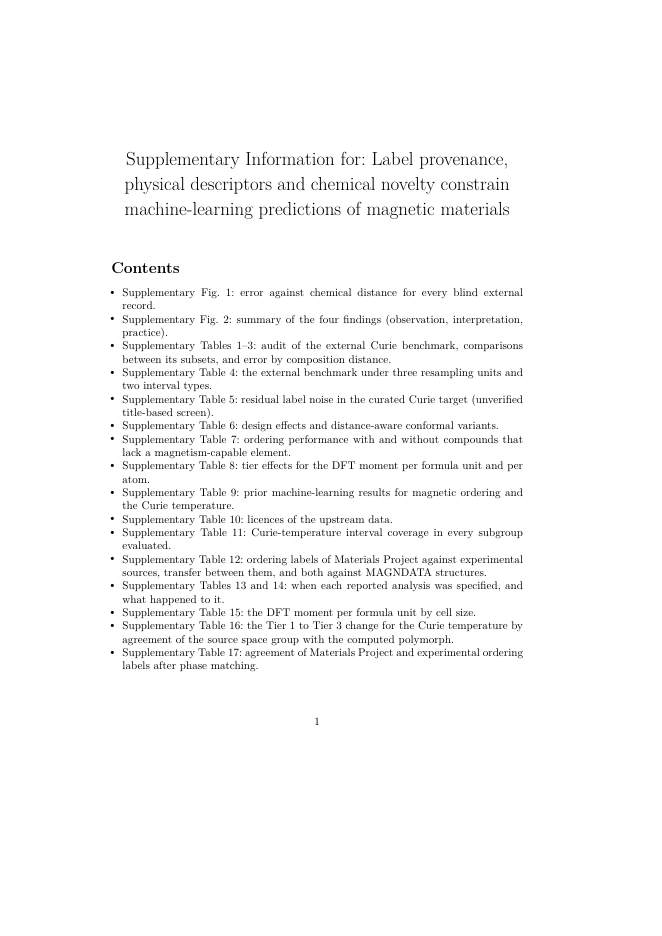 Supplementary Information for: Label provenance,
physical descriptors and chemical novelty constrain
machine-learning predictions of magnetic materials
Contents
• Supplementary Fig. 1: error against chemical distance for every blind external
record.
• Supplementary Fig. 2: summary of the four findings (observation, interpretation,
practice).
• Supplementary Tables 1–3: audit of the external Curie benchmark, comparisons
between its subsets, and error by composition distance.
• Supplementary Table 4: the external benchmark under three resampling units and
two interval types.
• Supplementary Table 5: residual label noise in the curated Curie target (unverified
title-based screen).
• Supplementary Table 6: design effects and distance-aware conformal variants.
• Supplementary Table 7: ordering performance with and without compounds that
lack a magnetism-capable element.
• Supplementary Table 8: tier effects for the DFT moment per formula unit and per
atom.
• Supplementary Table 9: prior machine-learning results for magnetic ordering and
the Curie temperature.
• Supplementary Table 10: licences of the upstream data.
• Supplementary Table 11: Curie-temperature interval coverage in every subgroup
evaluated.
• Supplementary Table 12: ordering labels of Materials Project against experimental
sources, transfer between them, and both against MAGNDATA structures.
• Supplementary Tables 13 and 14: when each reported analysis was specified, and
what happened to it.
• Supplementary Table 15: the DFT moment per formula unit by cell size.
• Supplementary Table 16: the Tier 1 to Tier 3 change for the Curie temperature by
agreement of the source space group with the computed polymorph.
• Supplementary Table 17: agreement of Materials Project and experimental ordering
labels after phase matching.
1